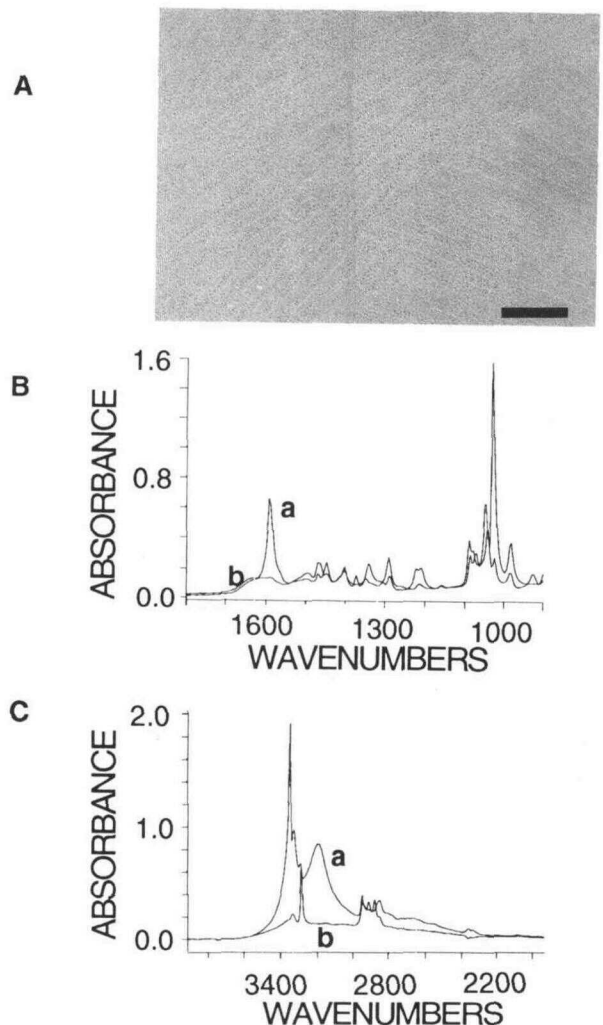 A
B
ABSORBANCE
1.6
0.8
0.0
a
b
1600
1300
1000
WAVENUMBERS
C
ABSORBANCE
2.0
1.0
0.0
a
b
3400
2800
2200
WAVENUMBERS